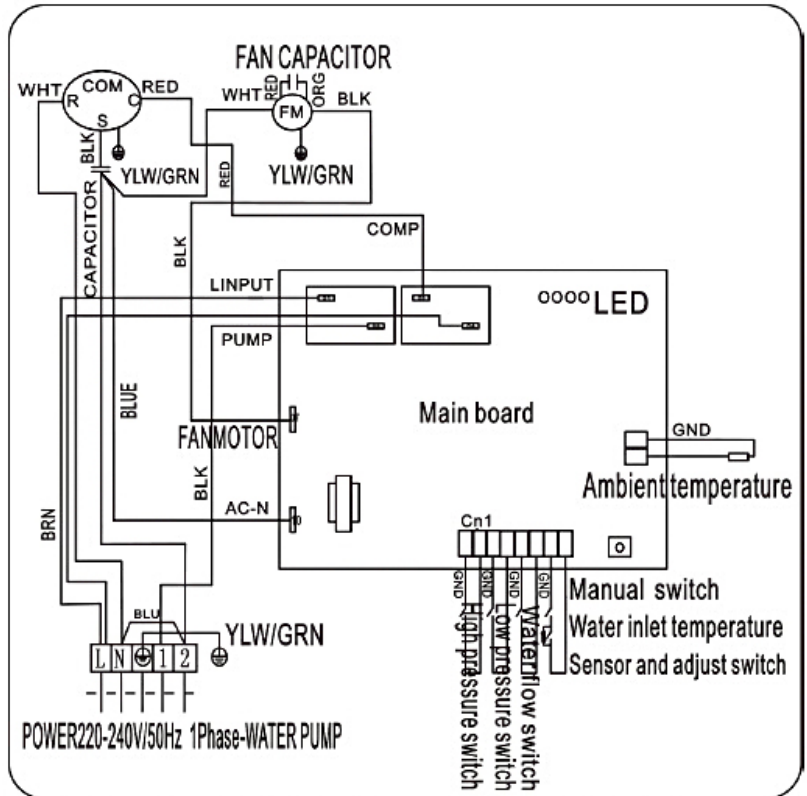 FAN CAPACITOR
WHT
R
COM
C
RED
S
BLK
YLW/GRN
CAPACITOR
WHT
RED
ORG
FM
BLK
YLW/GRN
RED
BLK
COMP
LINPUT
PUMP
BLUE
FANMOTOR
BLK
AC-N
BRN
oooo LED
Main board
GND
Ambient temperature
Cn1
GND
GND
GND
GND
High pressure switch
Low pressure switch
Waternflow switch
Manual switch
Water inlet temperature
Sensor and adjust switch
BLU
YLW/GRN
L N 1 2
POWER220-240V/50Hz 1Phase-WATER PUMP